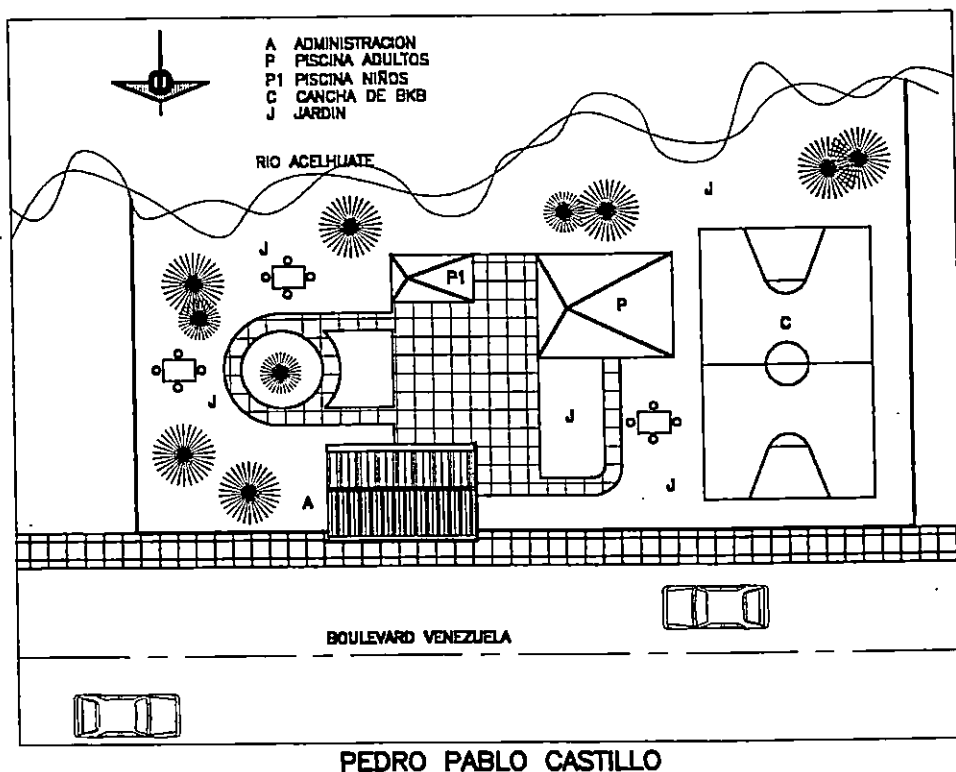 A ADMINISTRACION
P PISCINA ADULTOS
P1 PISCINA NIÑOS
C CANCHA DE BKB
J JARDIN
RIO ACELHUATE
J
J
P1
P
C
J
J
J
A
BOULEVARD VENEZUELA
PEDRO PABLO CASTILLO